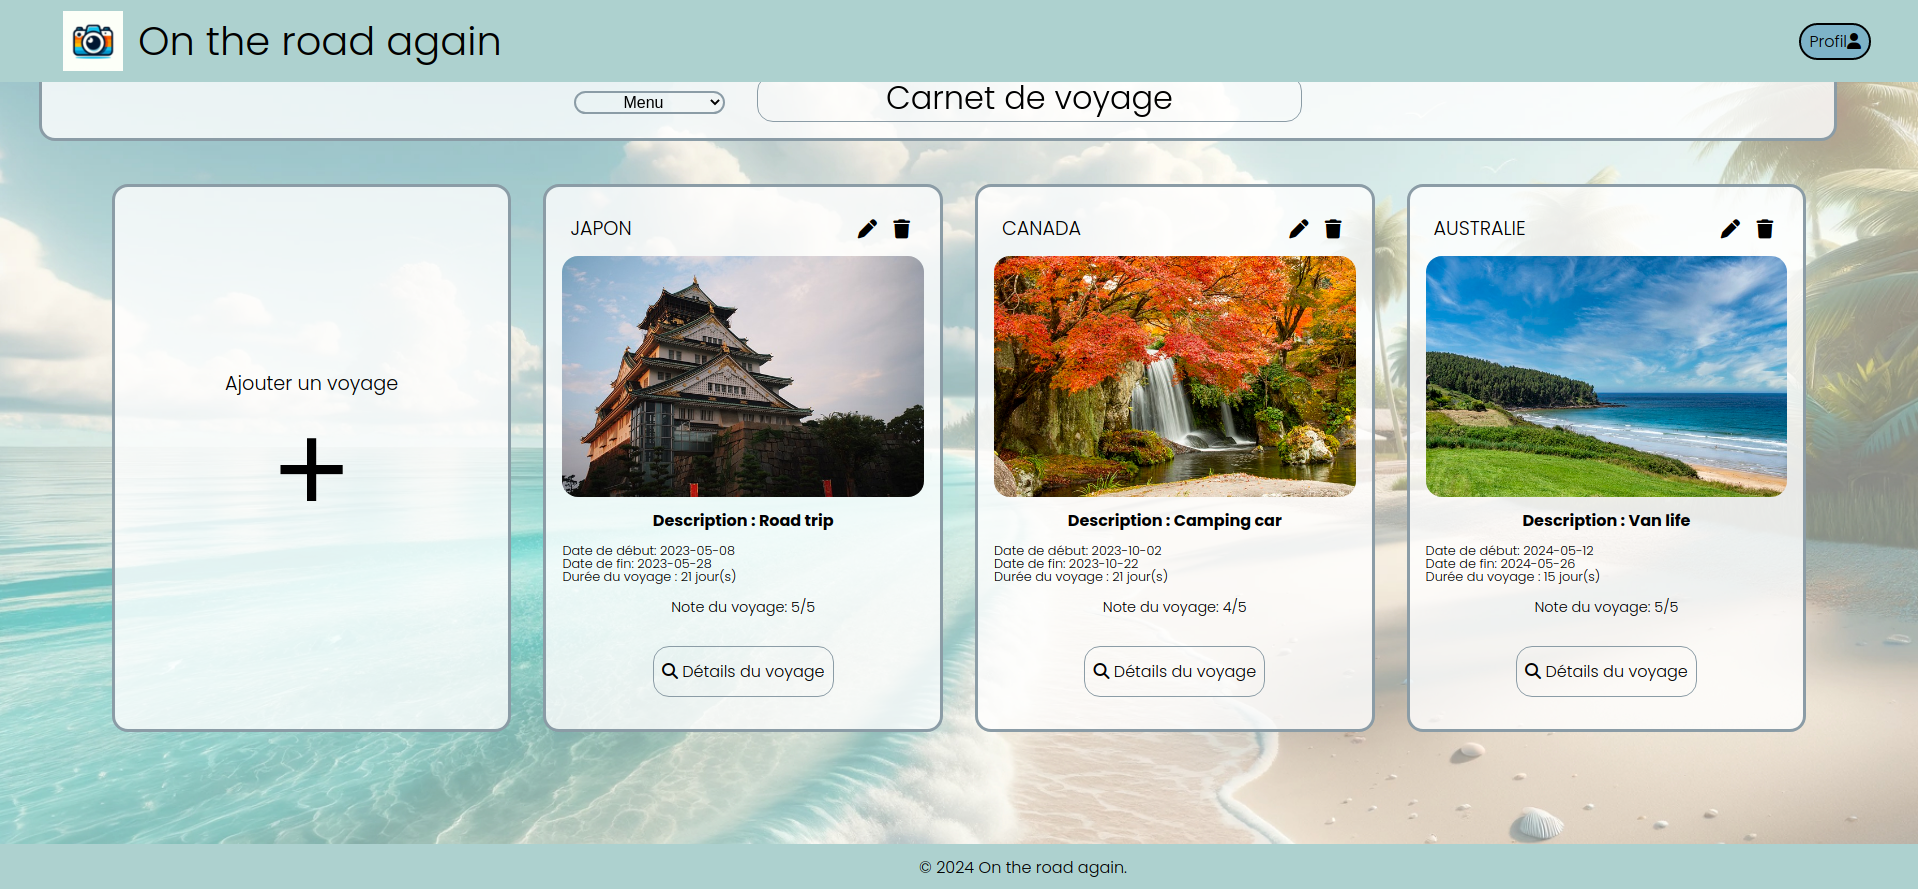 On the road again
Profil
Menu
Carnet de voyage
Ajouter un voyage
JAPON
Description : Road trip
Date de début: 2023-05-08
Date de fin: 2023-05-28
Durée du voyage : 21 jour(s)
Note du voyage: 5/5
Détails du voyage
CANADA
Description : Camping car
Date de début: 2023-10-02
Date de fin: 2023-10-22
Durée du voyage : 21 jour(s)
Note du voyage: 4/5
Détails du voyage
AUSTRALIE
Description : Van life
Date de début: 2024-05-12
Date de fin: 2024-05-26
Durée du voyage : 15 jour(s)
Note du voyage: 5/5
Détails du voyage
© 2024 On the road again.